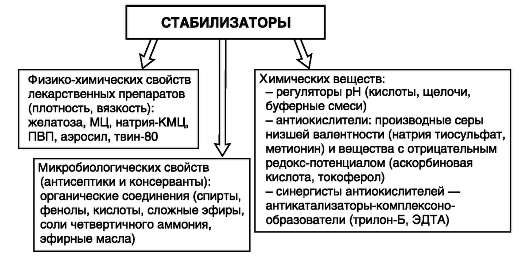 СТАБИЛИЗАТОРЫ
Физико-химических свойств
лекарственных препаратов
(плотность, вязкость):
желатоза, МЦ, натрия-КМЦ,
ПВП, аэросил, твин-80
Микробиологических свойств
(антисептики и консерванты):
органические соединения (спирты,
фенолы, кислоты, сложные эфиры,
соли четвертичного аммония,
эфирные масла)
Химических веществ:
– регуляторы pH (кислоты, щелочи,
буферные смеси)
– антиокислители: производные серы
низшей валентности (натрия тиосульфат,
метионин) и вещества с отрицательным
редокс-потенциалом (аскорбиновая
кислота, токоферол)
– синергисты антиокислителей —
антикатализаторы-комплексоно-
образователи (трилон-Б, ЭДТА)